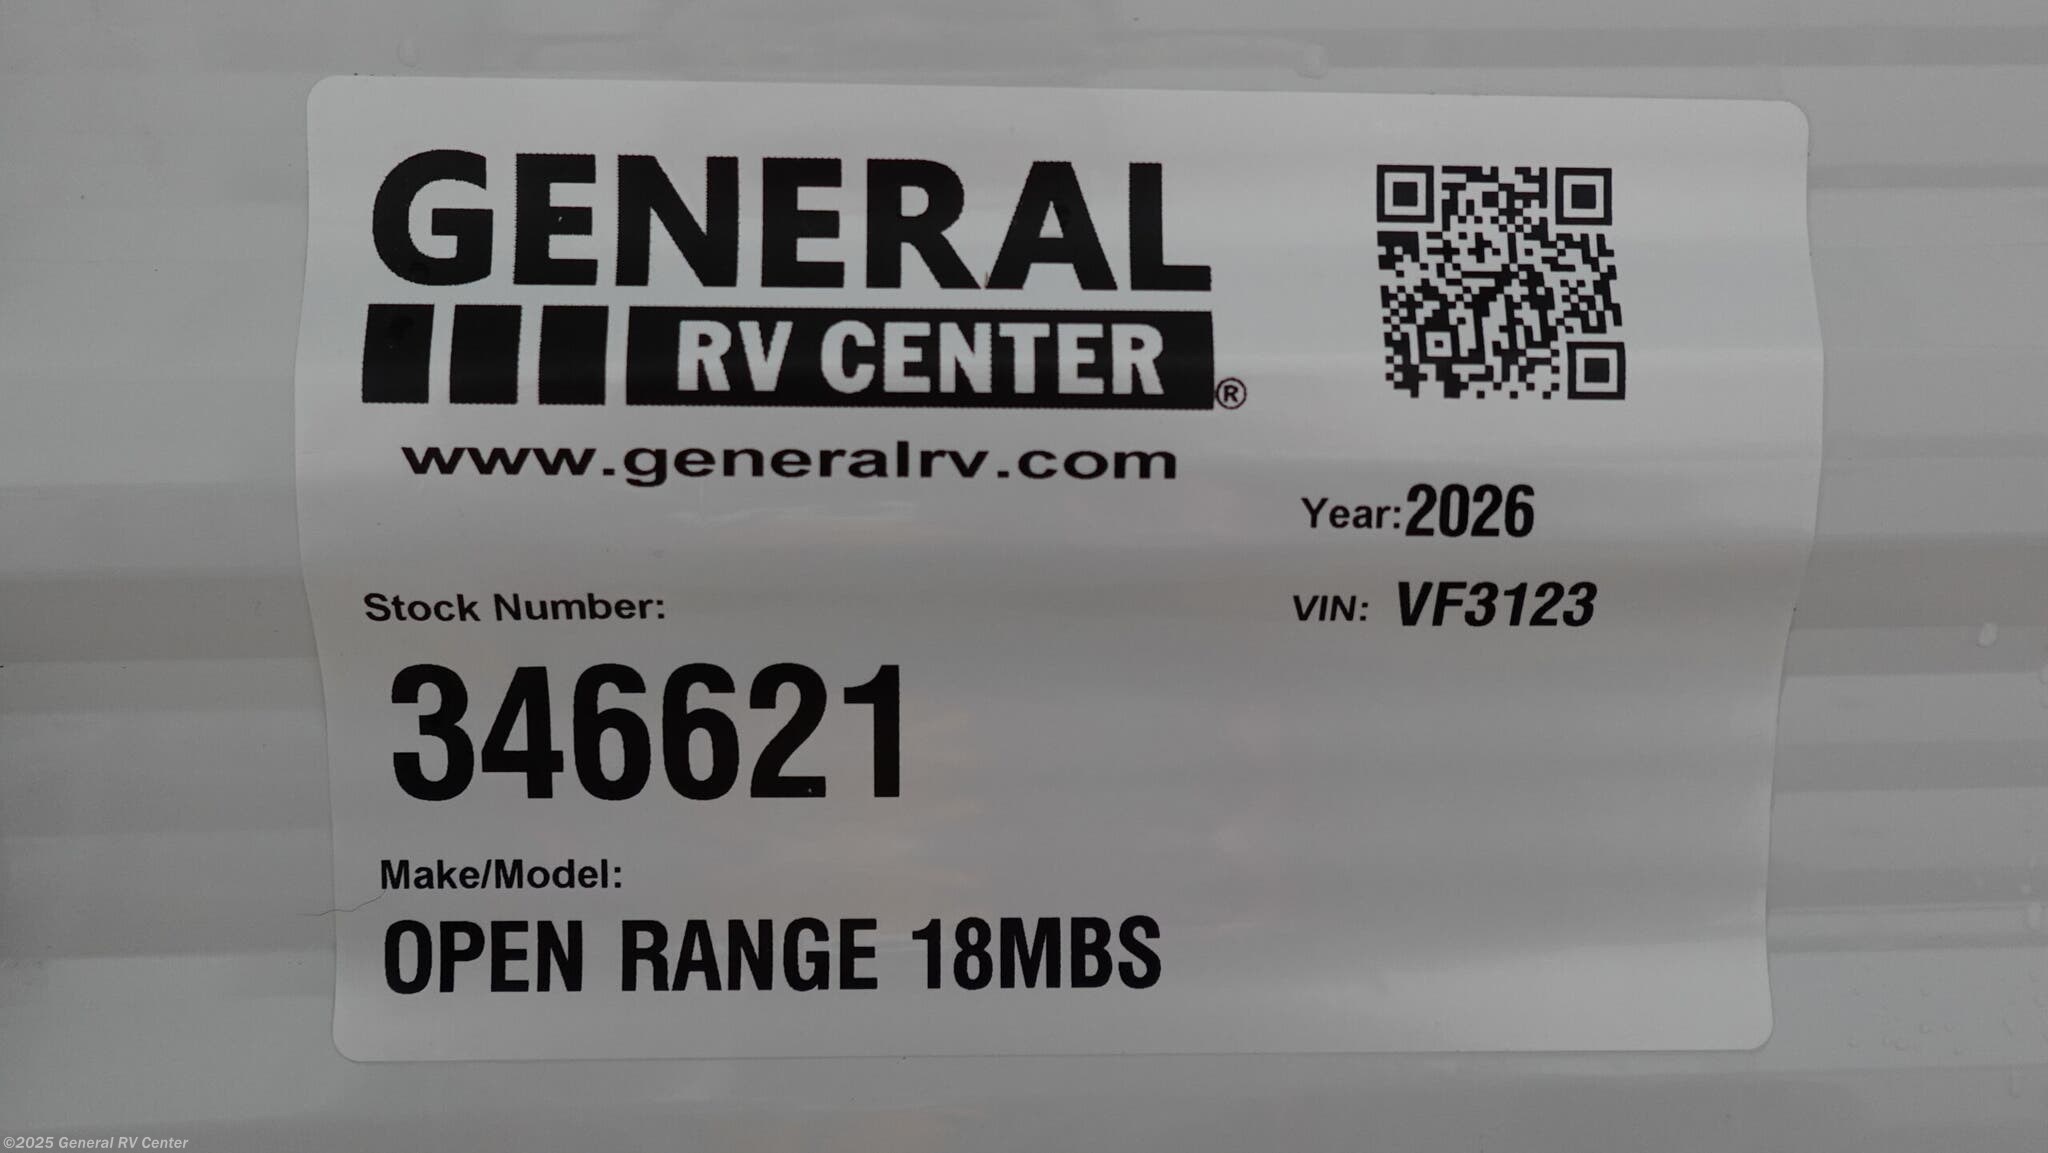 GENERAL
RV CENTER®
www.generalrv.com
Year: 2026
Stock Number:
VIN: VF3123
346621
Make/Model:
OPEN RANGE 18MBS
©2025 General RV Center